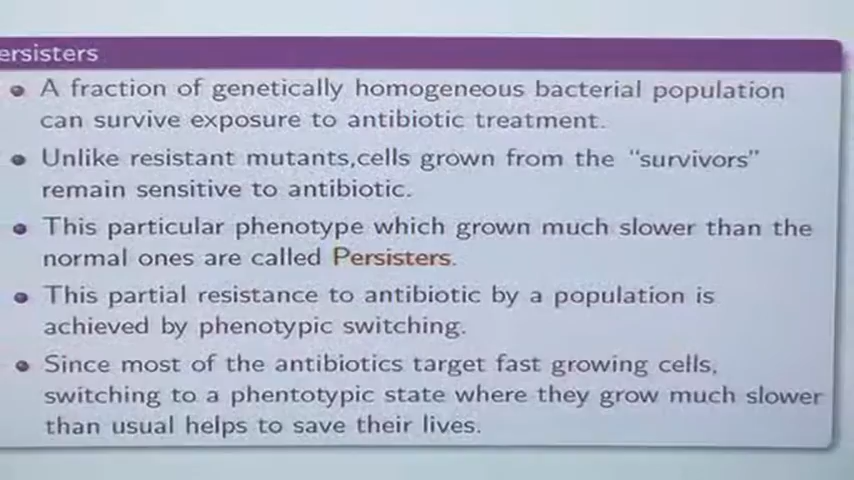 ersisters
A fraction of genetically homogeneous bacterial population
can survive exposure to antibiotic treatment.
Unlike resistant mutants,cells grown from the "survivors"
remain sensitive to antibiotic.
This particular phenotype which grown much slower than the
normal ones are called Persisters.
This partial resistance to antibiotic by a population is
achieved by phenotypic switching.
Since most of the antibiotics target fast growing cells,
switching to a phentotypic state where they grow much slower
than usual helps to save their lives.